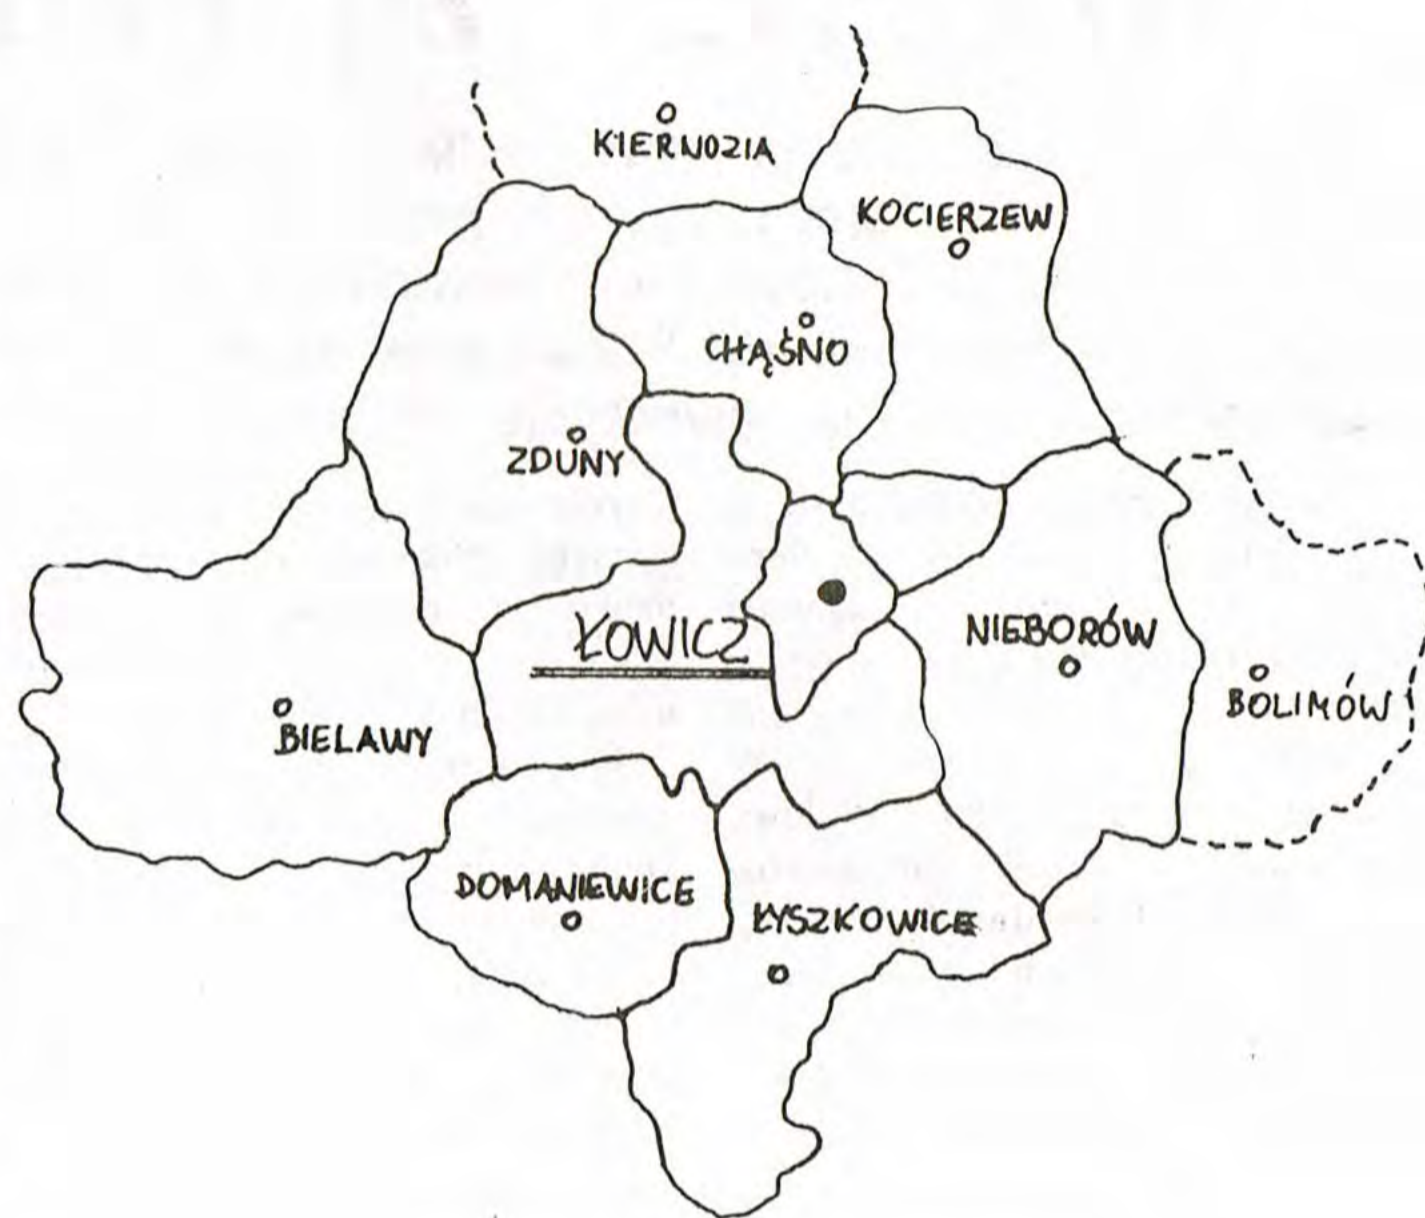 KIERNOZIA
KOCIERZEW
CHĄŚNO
ZDUNY
ŁOWICZ
NIEBORÓW
BOLIMÓW
BIELAWY
DOMANIEWICE
ŁYSZKOWICE